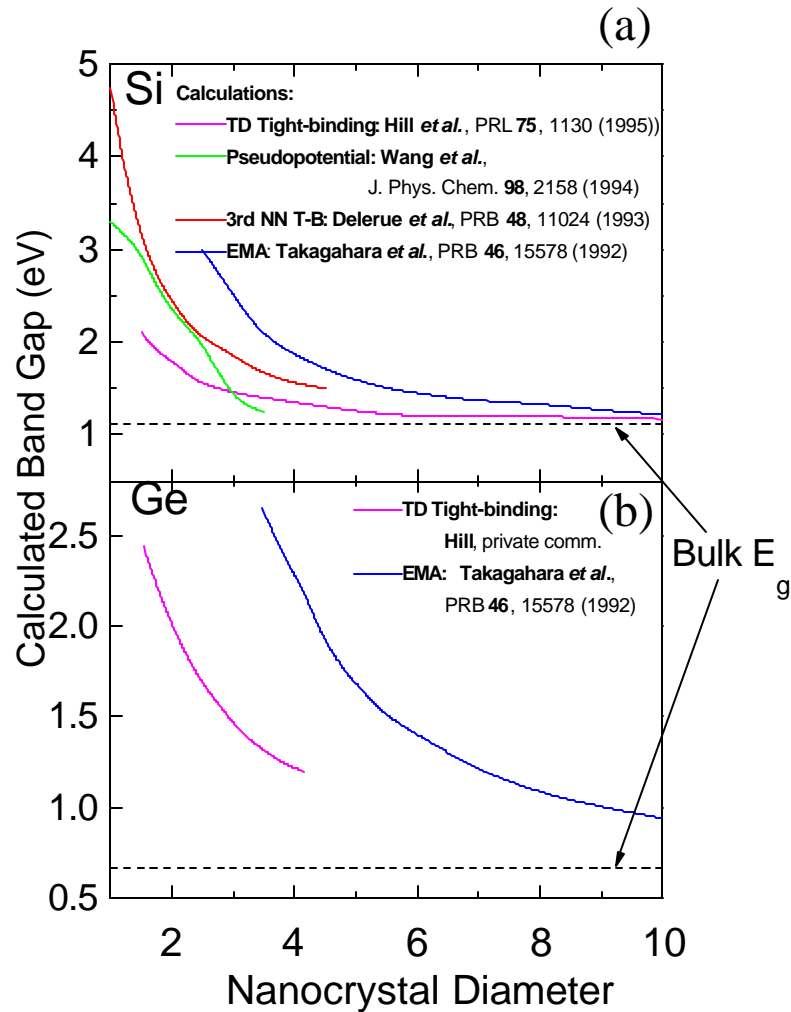 (a)
5
4
3
2
1
Si
Calculations:
TD Tight-binding: Hill et al., PRL 75, 1130 (1995))
Pseudopotential: Wang et al.,
J. Phys. Chem. 98, 2158 (1994)
3rd NN T-B: Delerue et al., PRB 48, 11024 (1993)
EMA: Takagahara et al., PRB 46, 15578 (1992)
Calculated Band Gap (eV)
Ge
(b)
TD Tight-binding:
Hill, private comm.
EMA: Takagahara et al.,
PRB 46, 15578 (1992)
Bulk E g
2.5
2.0
1.5
1.0
0.5
2 4 6 8 10
Nanocrystal Diameter